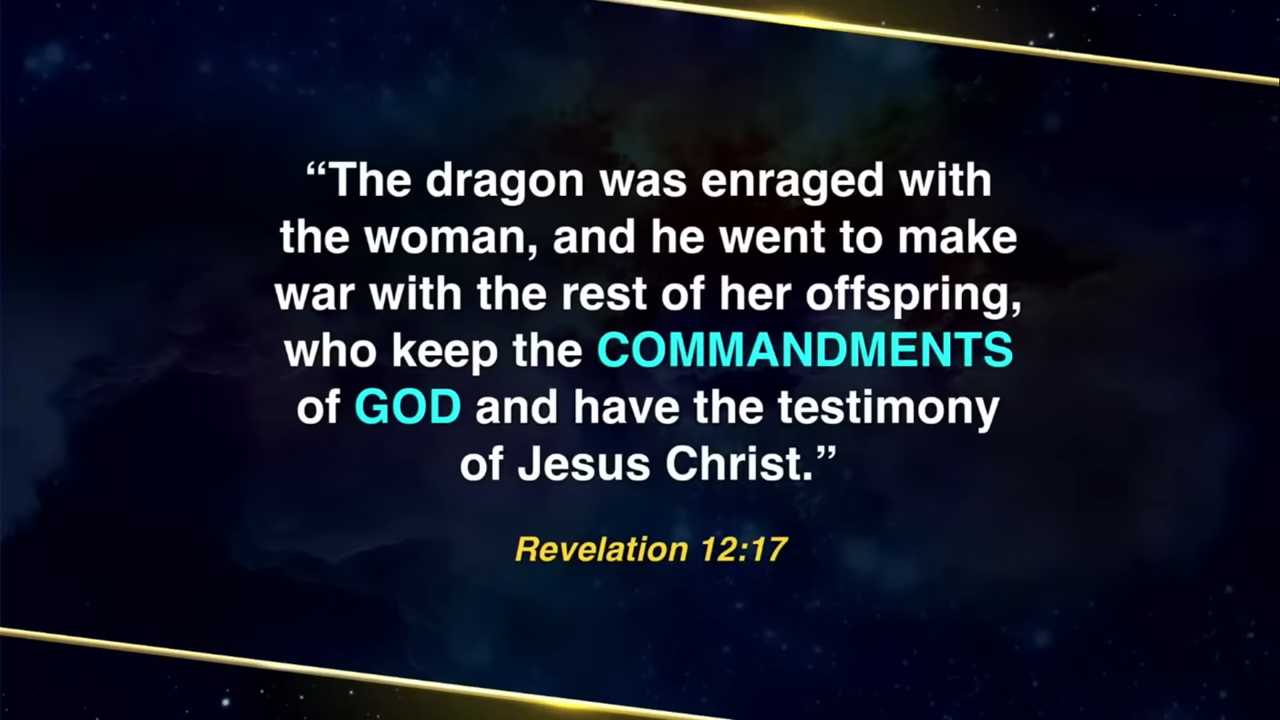 “The dragon was enraged with
the woman, and he went to make
war with the rest of her offspring,
who keep the COMMANDMENTS
of GOD and have the testimony
of Jesus Christ.”
Revelation 12:17